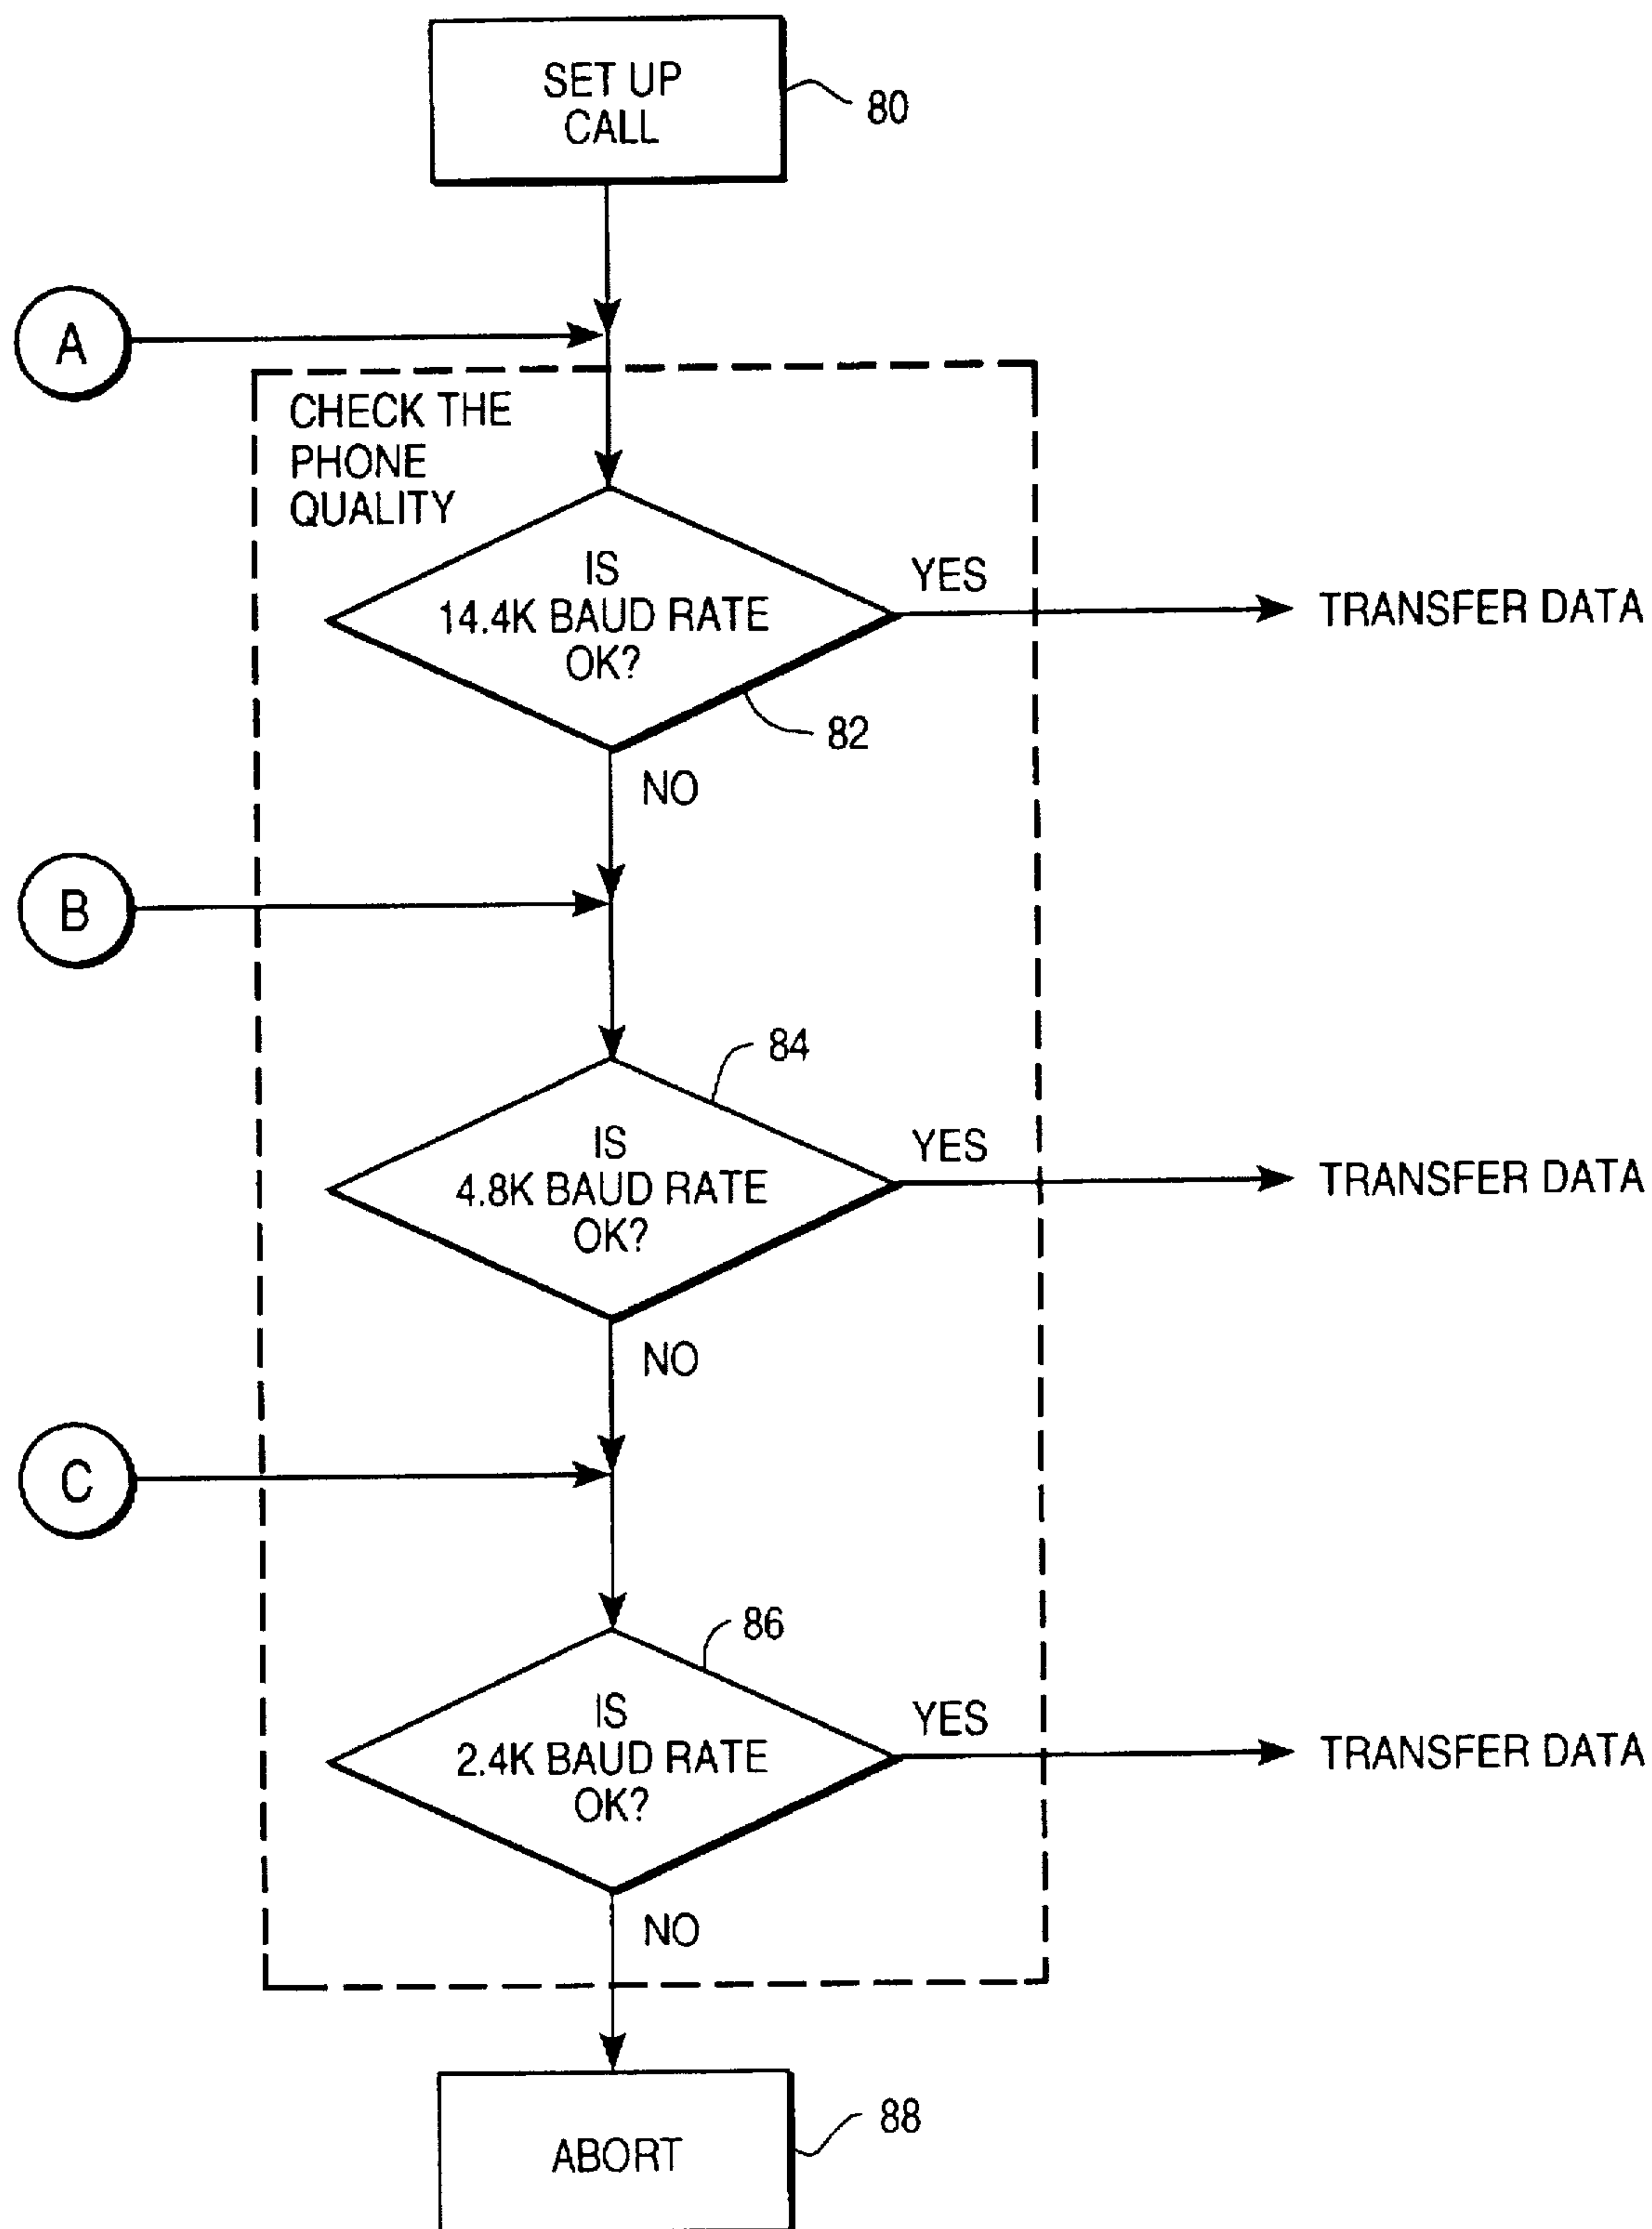 SET UP
CALL
80
A
CHECK THE
PHONE
QUALITY
IS
14.4K BAUD RATE
OK?
YES
TRANSFER DATA
82
NO
B
84
IS
4.8K BAUD RATE
OK?
YES
TRANSFER DATA
NO
C
86
IS
2.4K BAUD RATE
OK?
YES
TRANSFER DATA
NO
88
ABORT